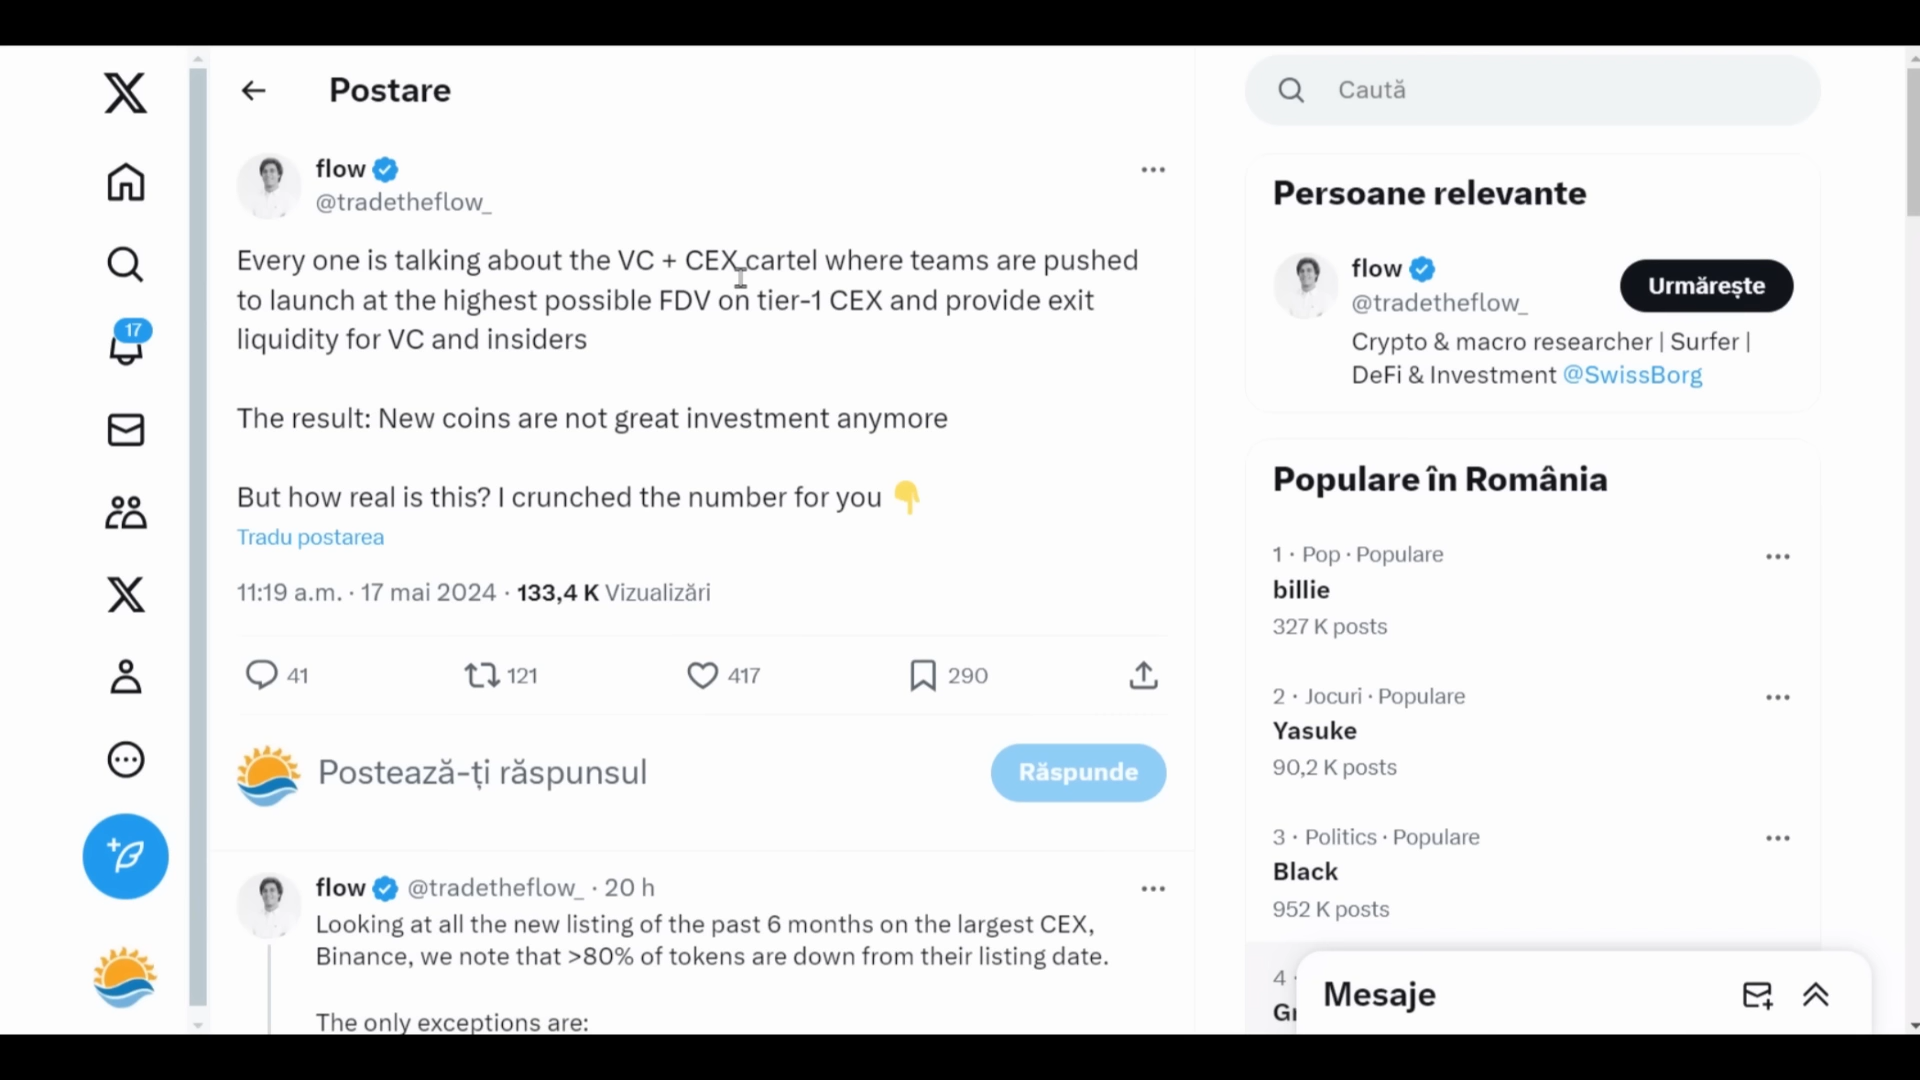 Postare
flow
@tradetheflow_
Every one is talking about the VC + CEX cartel where teams are pushed
to launch at the highest possible FDV on tier-1 CEX and provide exit
liquidity for VC and insiders
The result: New coins are not great investment anymore
But how real is this? I crunched the number for you 👇
Tradu postarea
11:19 a.m. · 17 mai 2024 · 133,4 K Vizualizări
41 121 417 290
Postează-ți răspunsul
Răspunde
flow @tradetheflow_ · 20 h
Looking at all the new listing of the past 6 months on the largest CEX,
Binance, we note that >80% of tokens are down from their listing date.
The only exceptions are:
17
Caută
Persoane relevante
flow
@tradetheflow_
Urmărește
Crypto & macro researcher | Surfer |
DeFi & Investment @SwissBorg
Populare în România
1 · Pop · Populare
billie
327 K posts
2 · Jocuri · Populare
Yasuke
90,2 K posts
3 · Politics · Populare
Black
952 K posts
4 ·
Mesaje